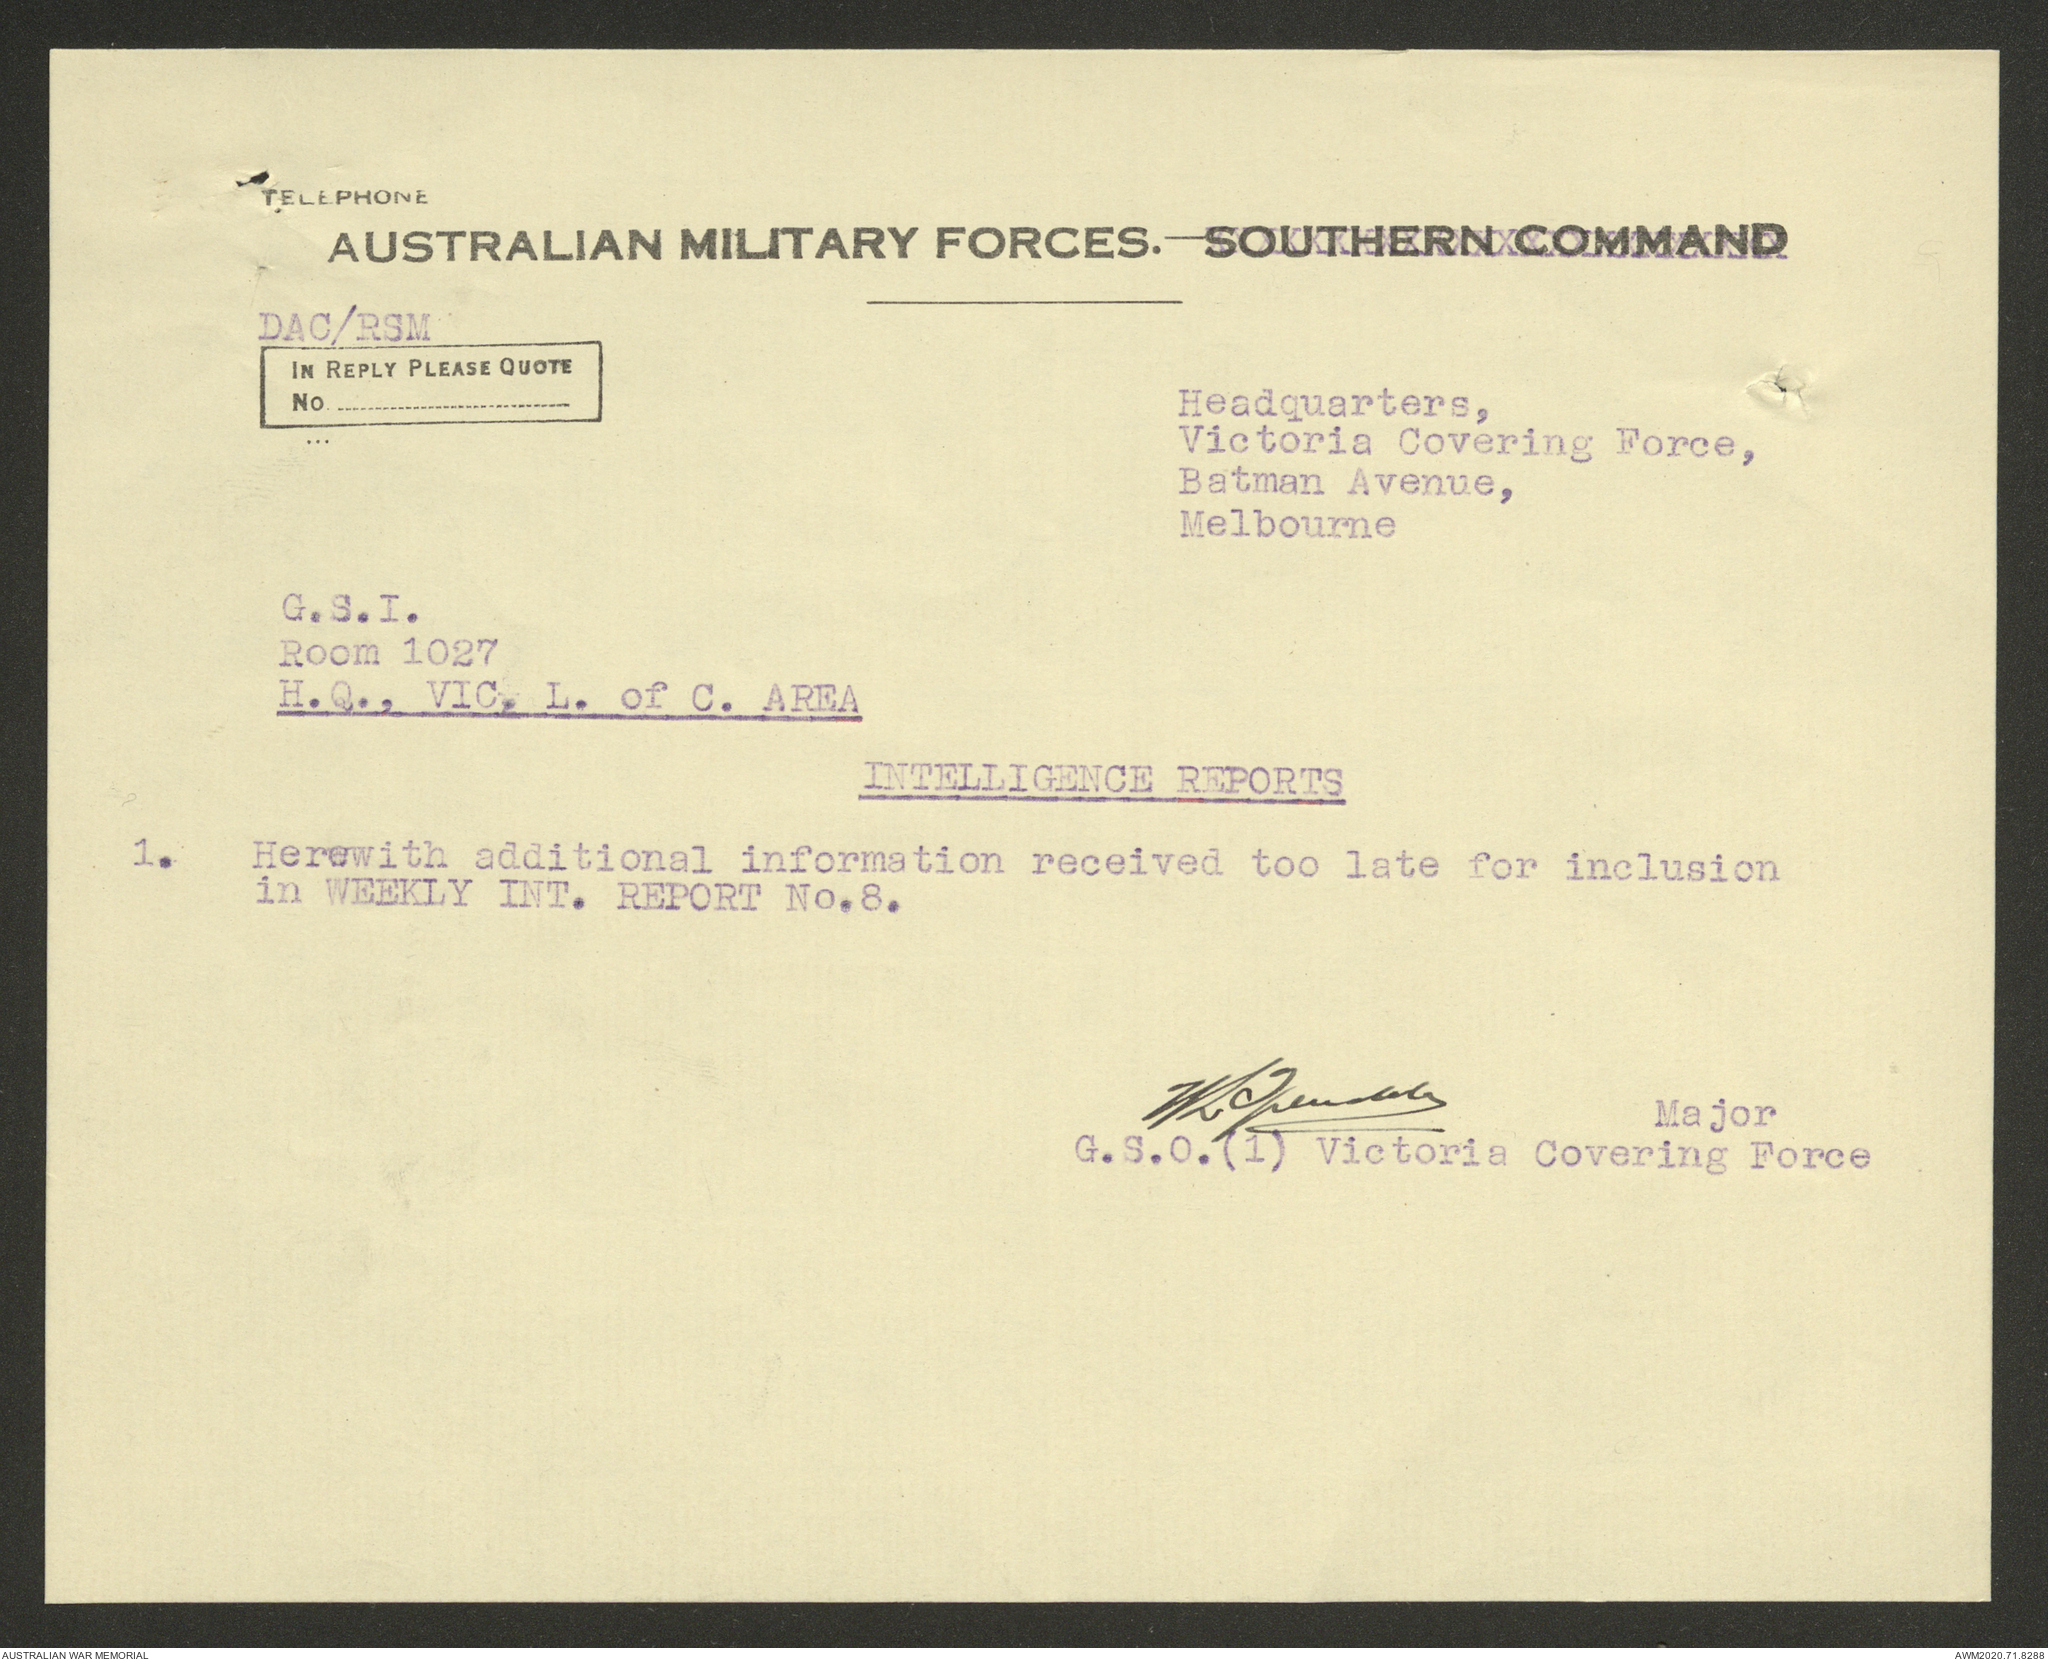 TELEPHONE
AUSTRALIAN MILITARY FORCES.—SOUTHERN COMMAND
DAC/RSM
IN REPLY PLEASE QUOTE
No. ..............................
...
Headquarters,
Victoria Covering Force,
Batman Avenue,
Melbourne
G.S.I.
Room 1027
H.Q., VIC, L. of C. AREA
INTELLIGENCE REPORTS
1. Herewith additional information received too late for inclusion
in WEEKLY INT. REPORT No.8.
Major
G.S.O.(1) Victoria Covering Force
AUSTRALIAN WAR MEMORIAL
AWM2020.71.8288